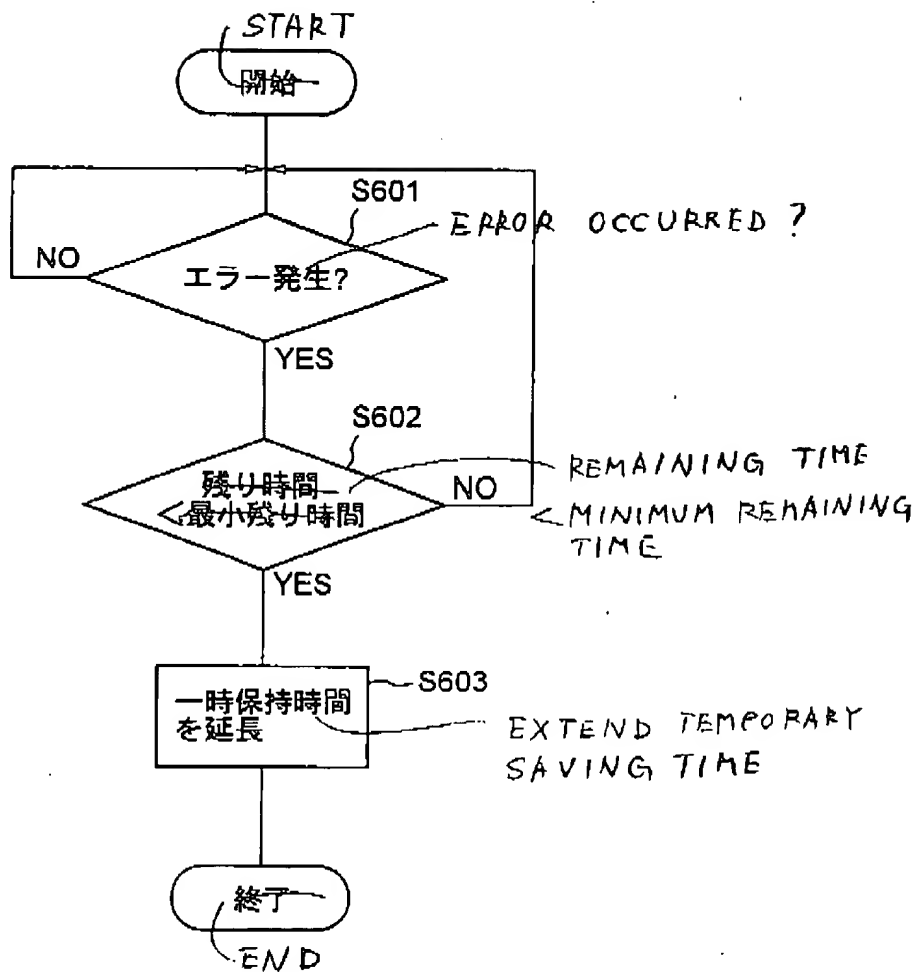 START
開始
S601
ERROR OCCURRED ?
NO
エラー発生?
YES
S602
残り時間
REMAINING TIME
<最小残り時間
NO
< MINIMUM REMAINING
TIME
YES
S603
一時保持時間
を延長
EXTEND TEMPORARY
SAVING TIME
終了
END